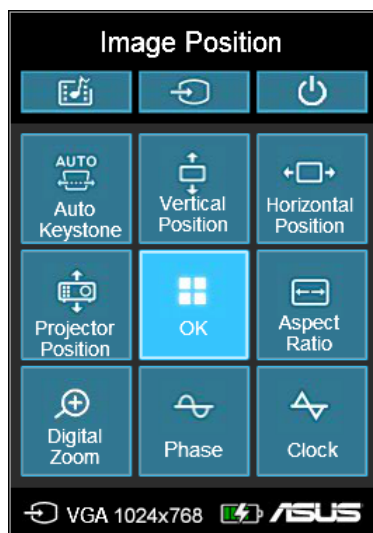 Image Position
AUTO
Auto
Keystone
Vertical
Position
Horizontal
Position
Projector
Position
OK
Aspect
Ratio
Digital
Zoom
Phase
Clock
VGA 1024x768 ASUS